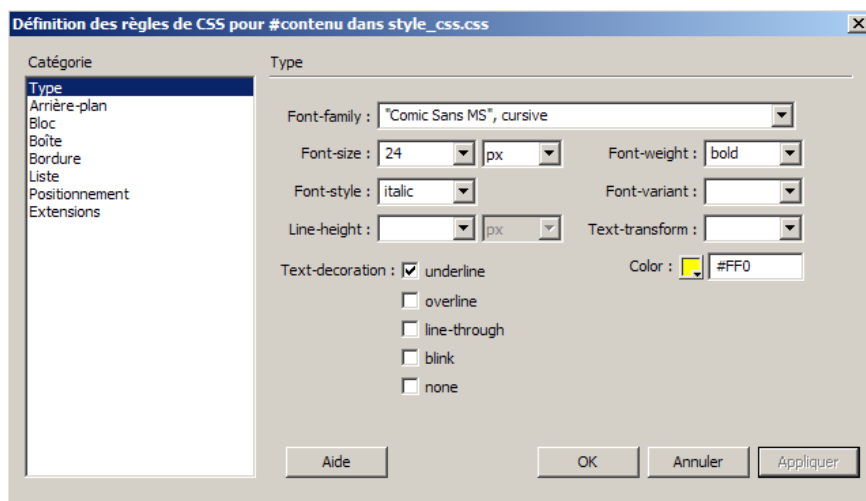 Définition des règles de CSS pour #contenu dans style_css.css
Catégorie
Type
Arrière-plan
Bloc
Boîte
Bordure
Liste
Positionnement
Extensions
Type
Font-family : "Comic Sans MS", cursive
Font-size : 24 px Font-weight : bold
Font-style : italic Font-variant :
Line-height : px Text-transform :
Text-decoration : underline Color : #FF0
overline
line-through
blink
none
Aide OK Annuler Appliquer